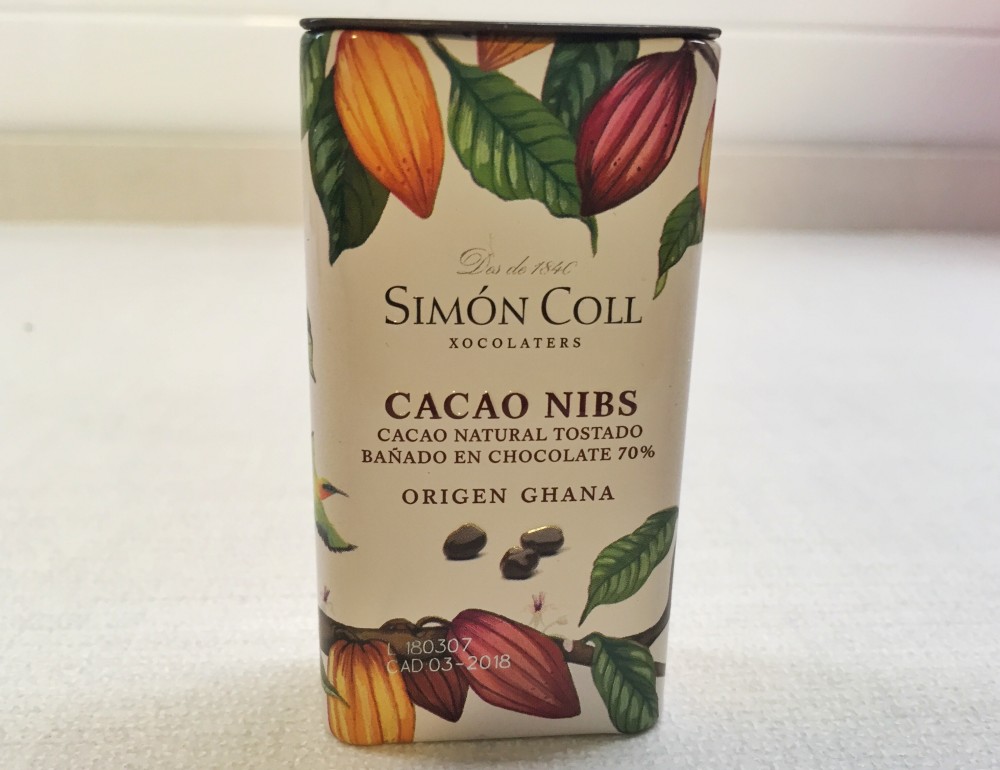 Des de 1840
SIMÓN COLL
XOCOLATERS
CACAO NIBS
CACAO NATURAL TOSTADO
BAÑADO EN CHOCOLATE 70%
ORIGEN GHANA
L 180307
CAD 03-2018